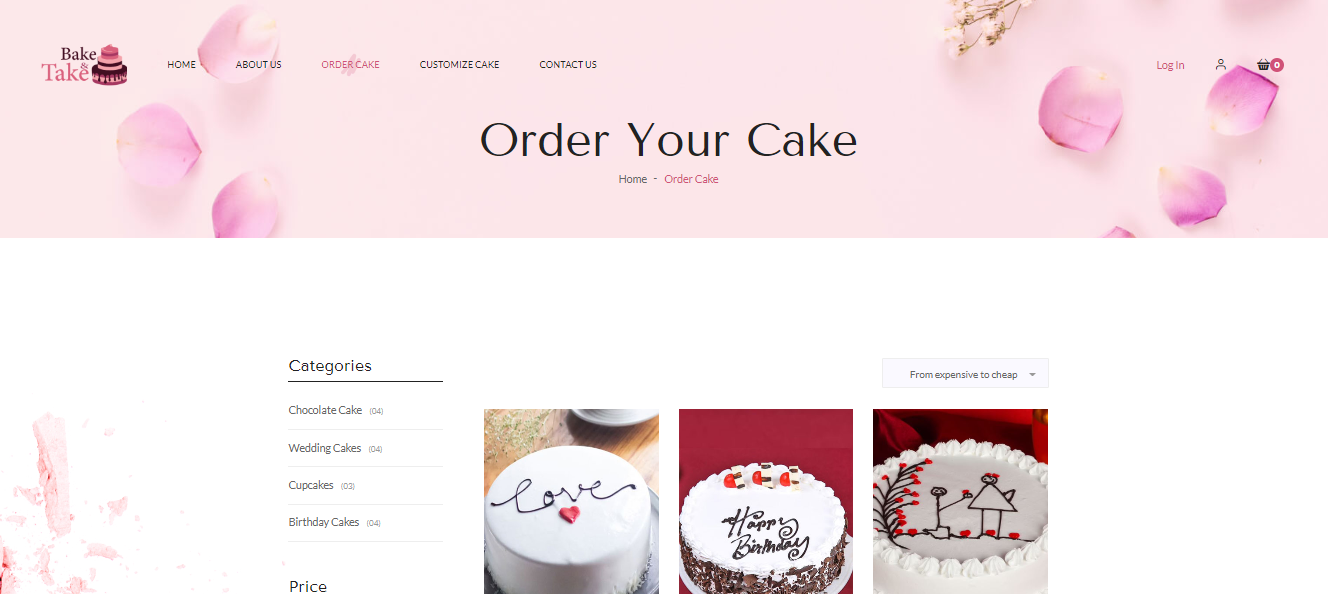 Bake
&
Take
HOME
ABOUT US
ORDER CAKE
CUSTOMIZE CAKE
CONTACT US
Log In
0
Order Your Cake
Home - Order Cake
Categories
Chocolate Cake (04)
Wedding Cakes (04)
Cupcakes (03)
Birthday Cakes (04)
Price
From expensive to cheap
Love
Happy
Birthday